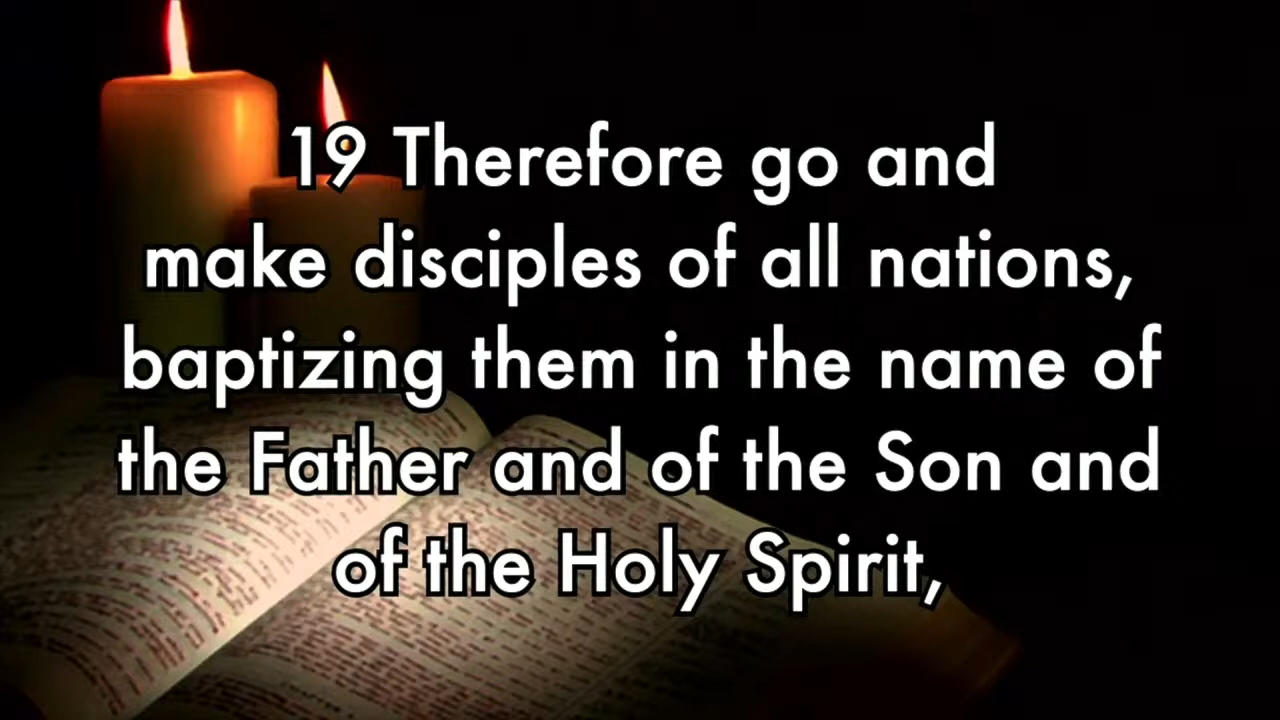 19 Therefore go and
make disciples of all nations,
baptizing them in the name of
the Father and of the Son and
of the Holy Spirit,